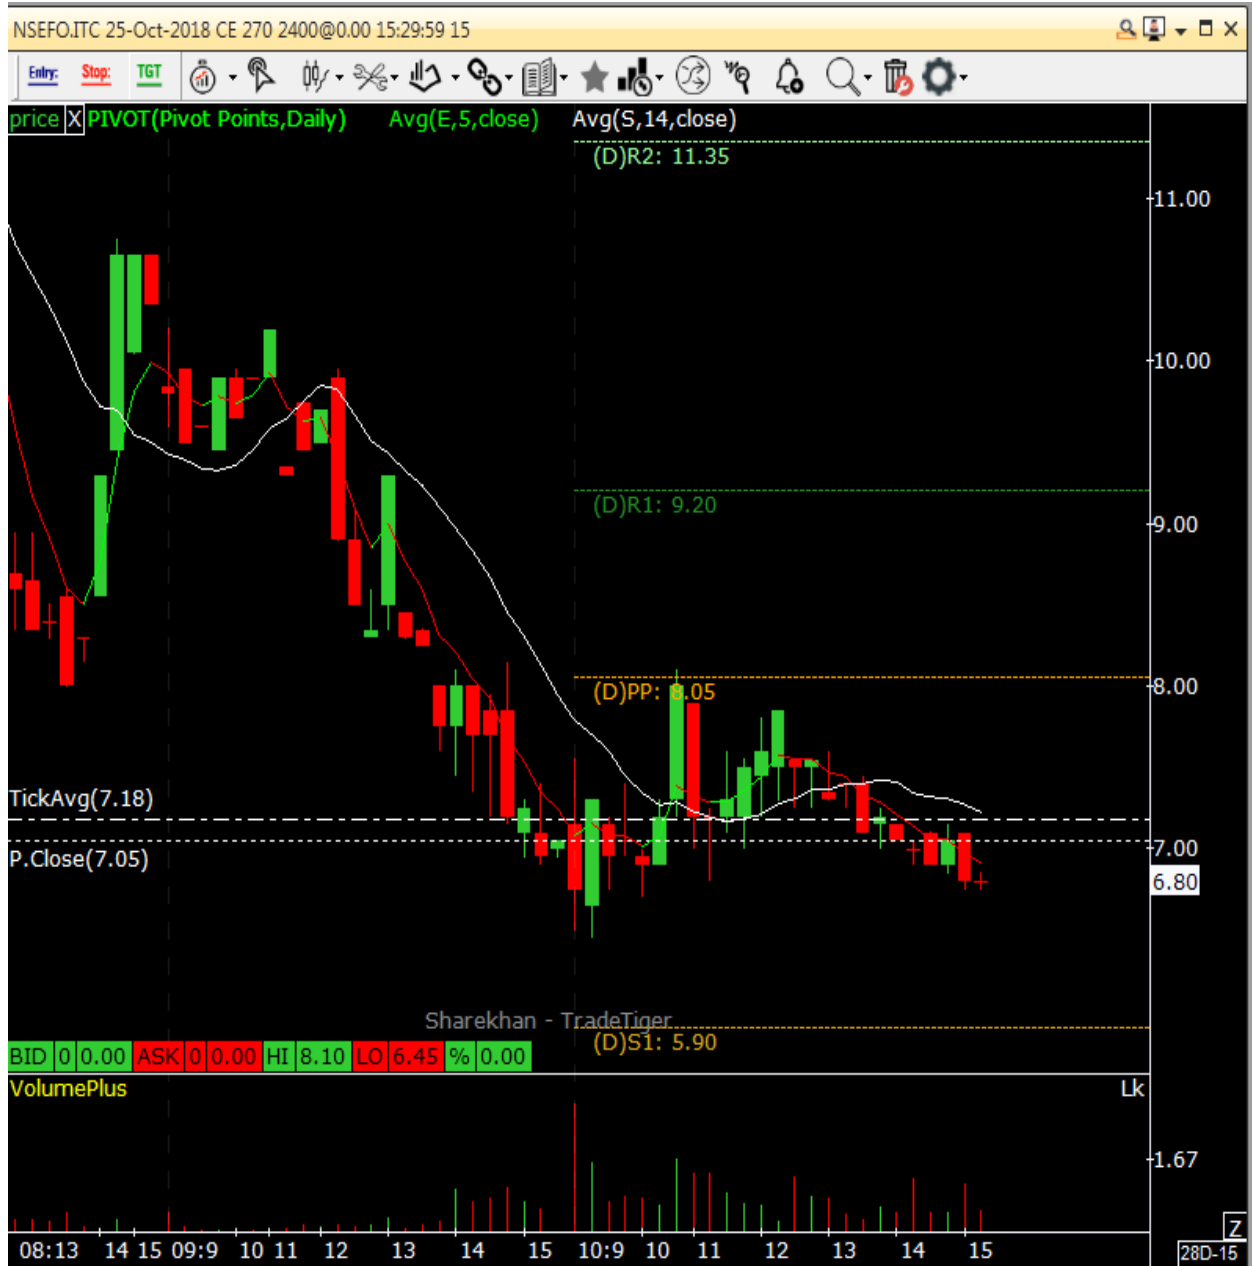 NSEFO.ITC 25-Oct-2018 CE 270 2400@0.00 15:29:59 15
Entry: Stop: TGT
price X PIVOT(Pivot Points,Daily) Avg(E,5,close) Avg(S,14,close)
(D)R2: 11.35
11.00
10.00
(D)R1: 9.20
9.00
8.00
(D)PP: 8.05
TickAvg(7.18)
7.00
P.Close(7.05)
6.80
Sharekhan - TradeTiger
(D)S1: 5.90
BID 0 0.00 ASK 0 0.00 HI 8.10 LO 6.45 % 0.00
VolumePlus Lk
1.67
Z
08:13 14 15 09:9 10 11 12 13 14 15 10:9 10 11 12 13 14 15 28D-15